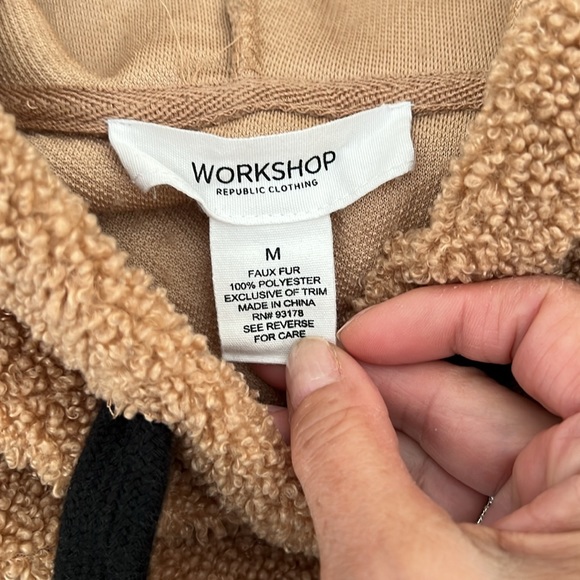 WORKSHOP
REPUBLIC CLOTHING
M
FAUX FUR
100% POLYESTER
EXCLUSIVE OF TRIM
MADE IN CHINA
RN# 93178
SEE REVERSE
FOR CARE